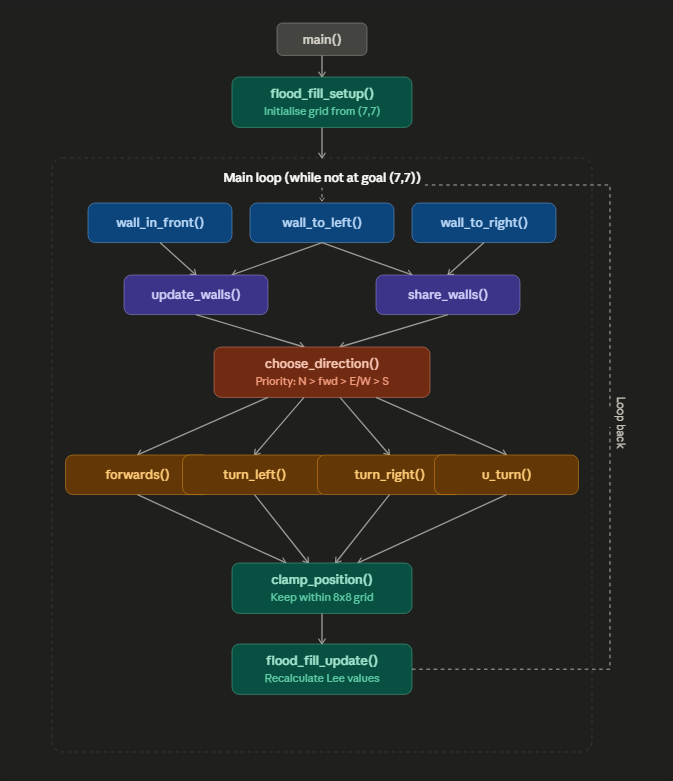 main()
flood_fill_setup()
Initialise grid from (7,7)
Main loop (while not at goal (7,7))
wall_in_front()
wall_to_left()
wall_to_right()
update_walls()
share_walls()
choose_direction()
Priority: N > fwd > E/W > S
Loop back
forwards()
turn_left()
turn_right()
u_turn()
clamp_position()
Keep within 8x8 grid
flood_fill_update()
Recalculate Lee values